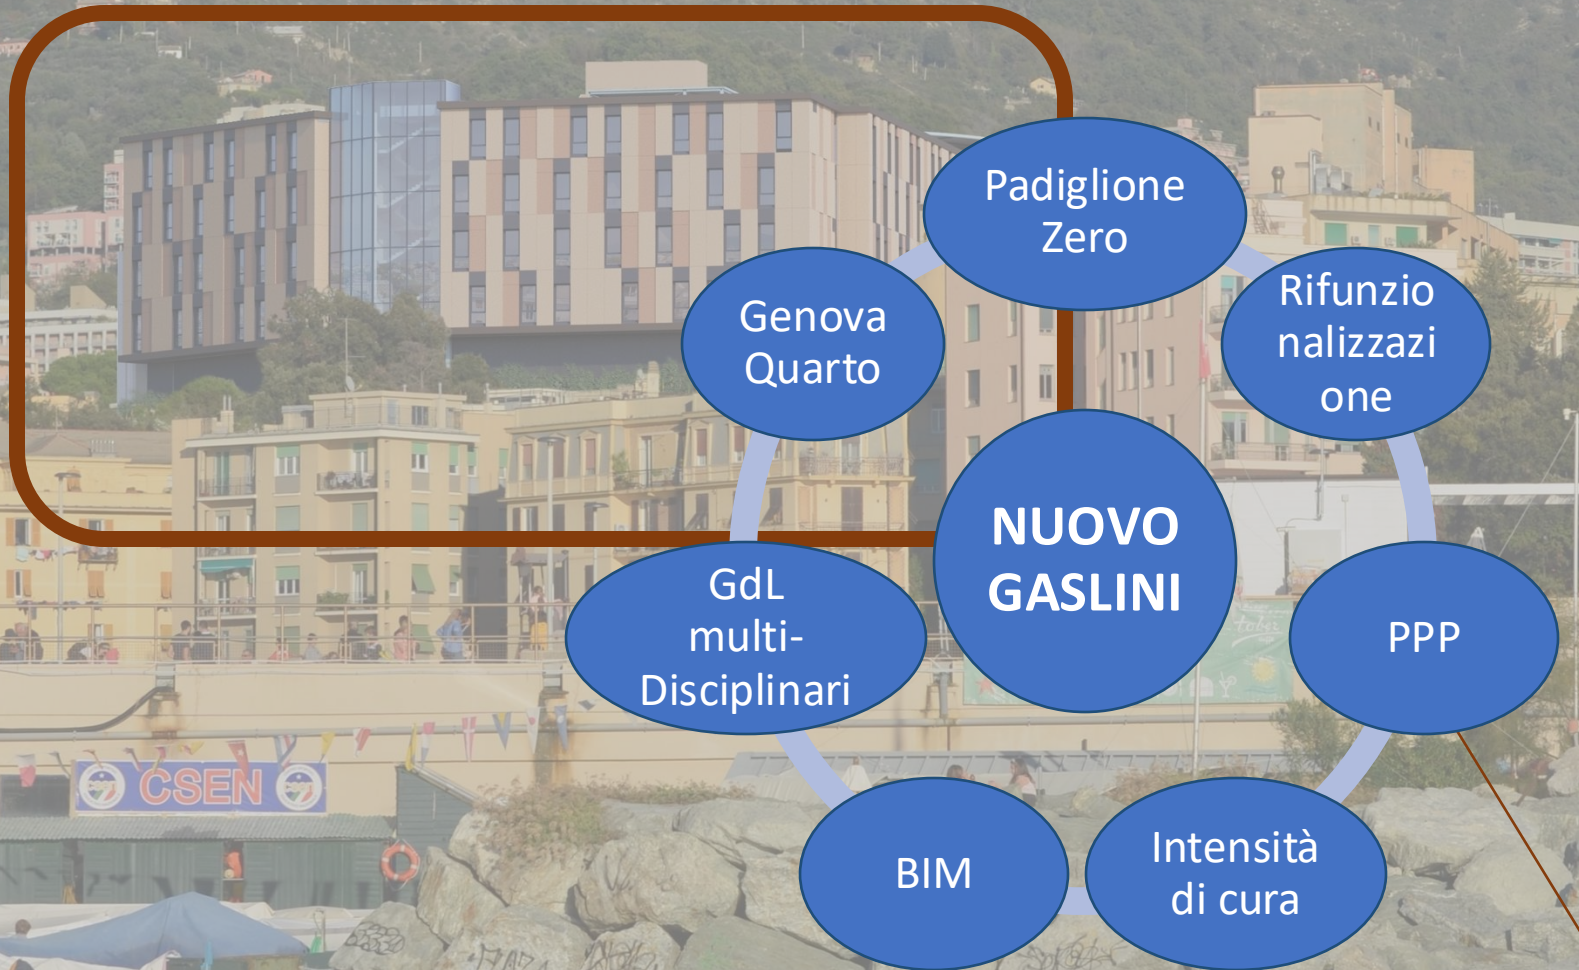 Padiglione
Zero
Rifunzio
nalizzazi
one
Genova
Quarto
NUOVO
GASLINI
GdL
multi-
Disciplinari
PPP
BIM
Intensità
di cura
CSEN